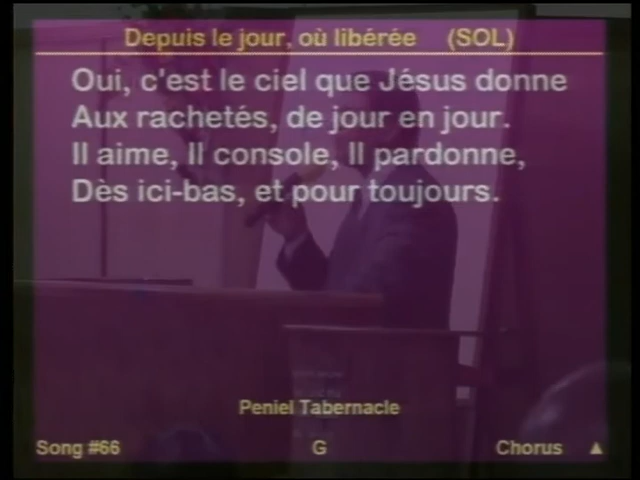 Depuis le jour, où libérée (SOL)
Oui, c'est le ciel que Jésus donne
Aux rachetés, de jour en jour.
Il aime, Il console, Il pardonne,
Dès ici-bas, et pour toujours.
Peniel Tabernacle
Song #66 G Chorus ▲